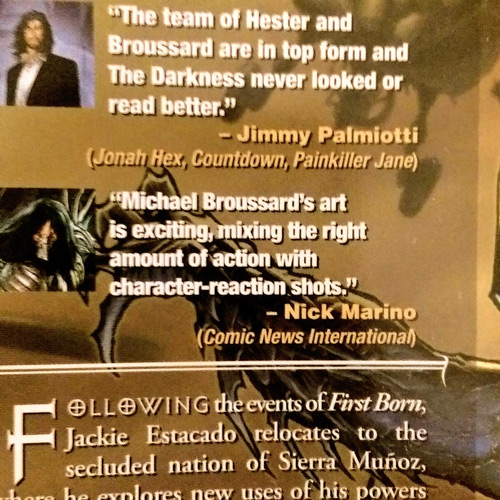 “The team of Hester and
Broussard are in top form and
The Darkness never looked or
read better.”
– Jimmy Palmiotti
(Jonah Hex, Countdown, Painkiller Jane)
“Michael Broussard's art
is exciting, mixing the right
amount of action with
character-reaction shots.”
– Nick Marino
(Comic News International)
FOLLOWING the events of First Born,
Jackie Estacado relocates to the
secluded nation of Sierra Muñoz,
where he explores new uses of his powers